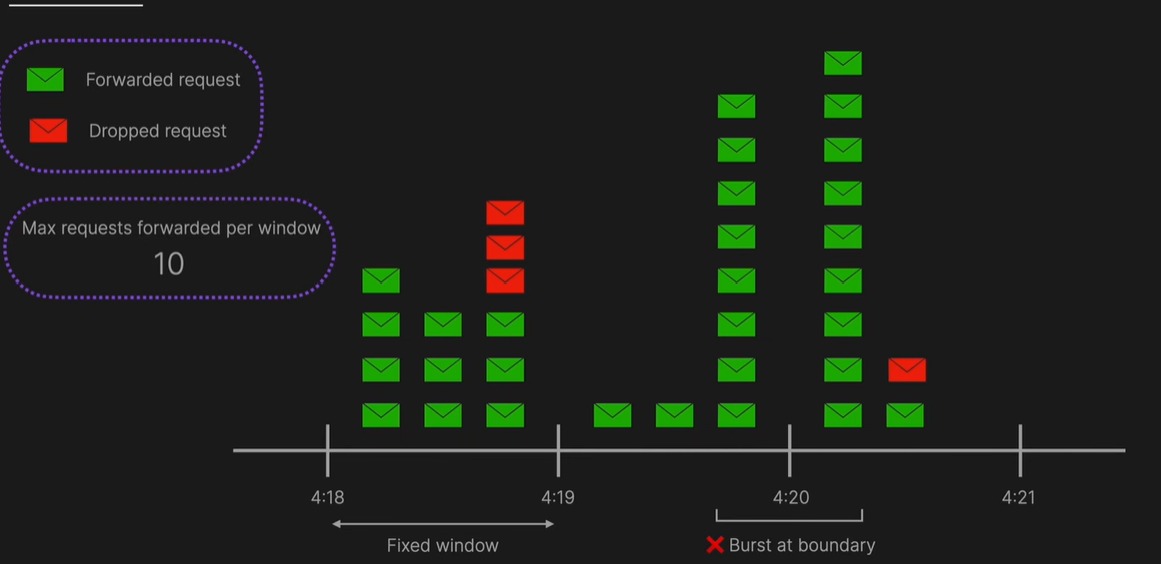 Forwarded request
Dropped request
Max requests forwarded per window
10
4:18
4:19
4:20
4:21
Fixed window
❌ Burst at boundary